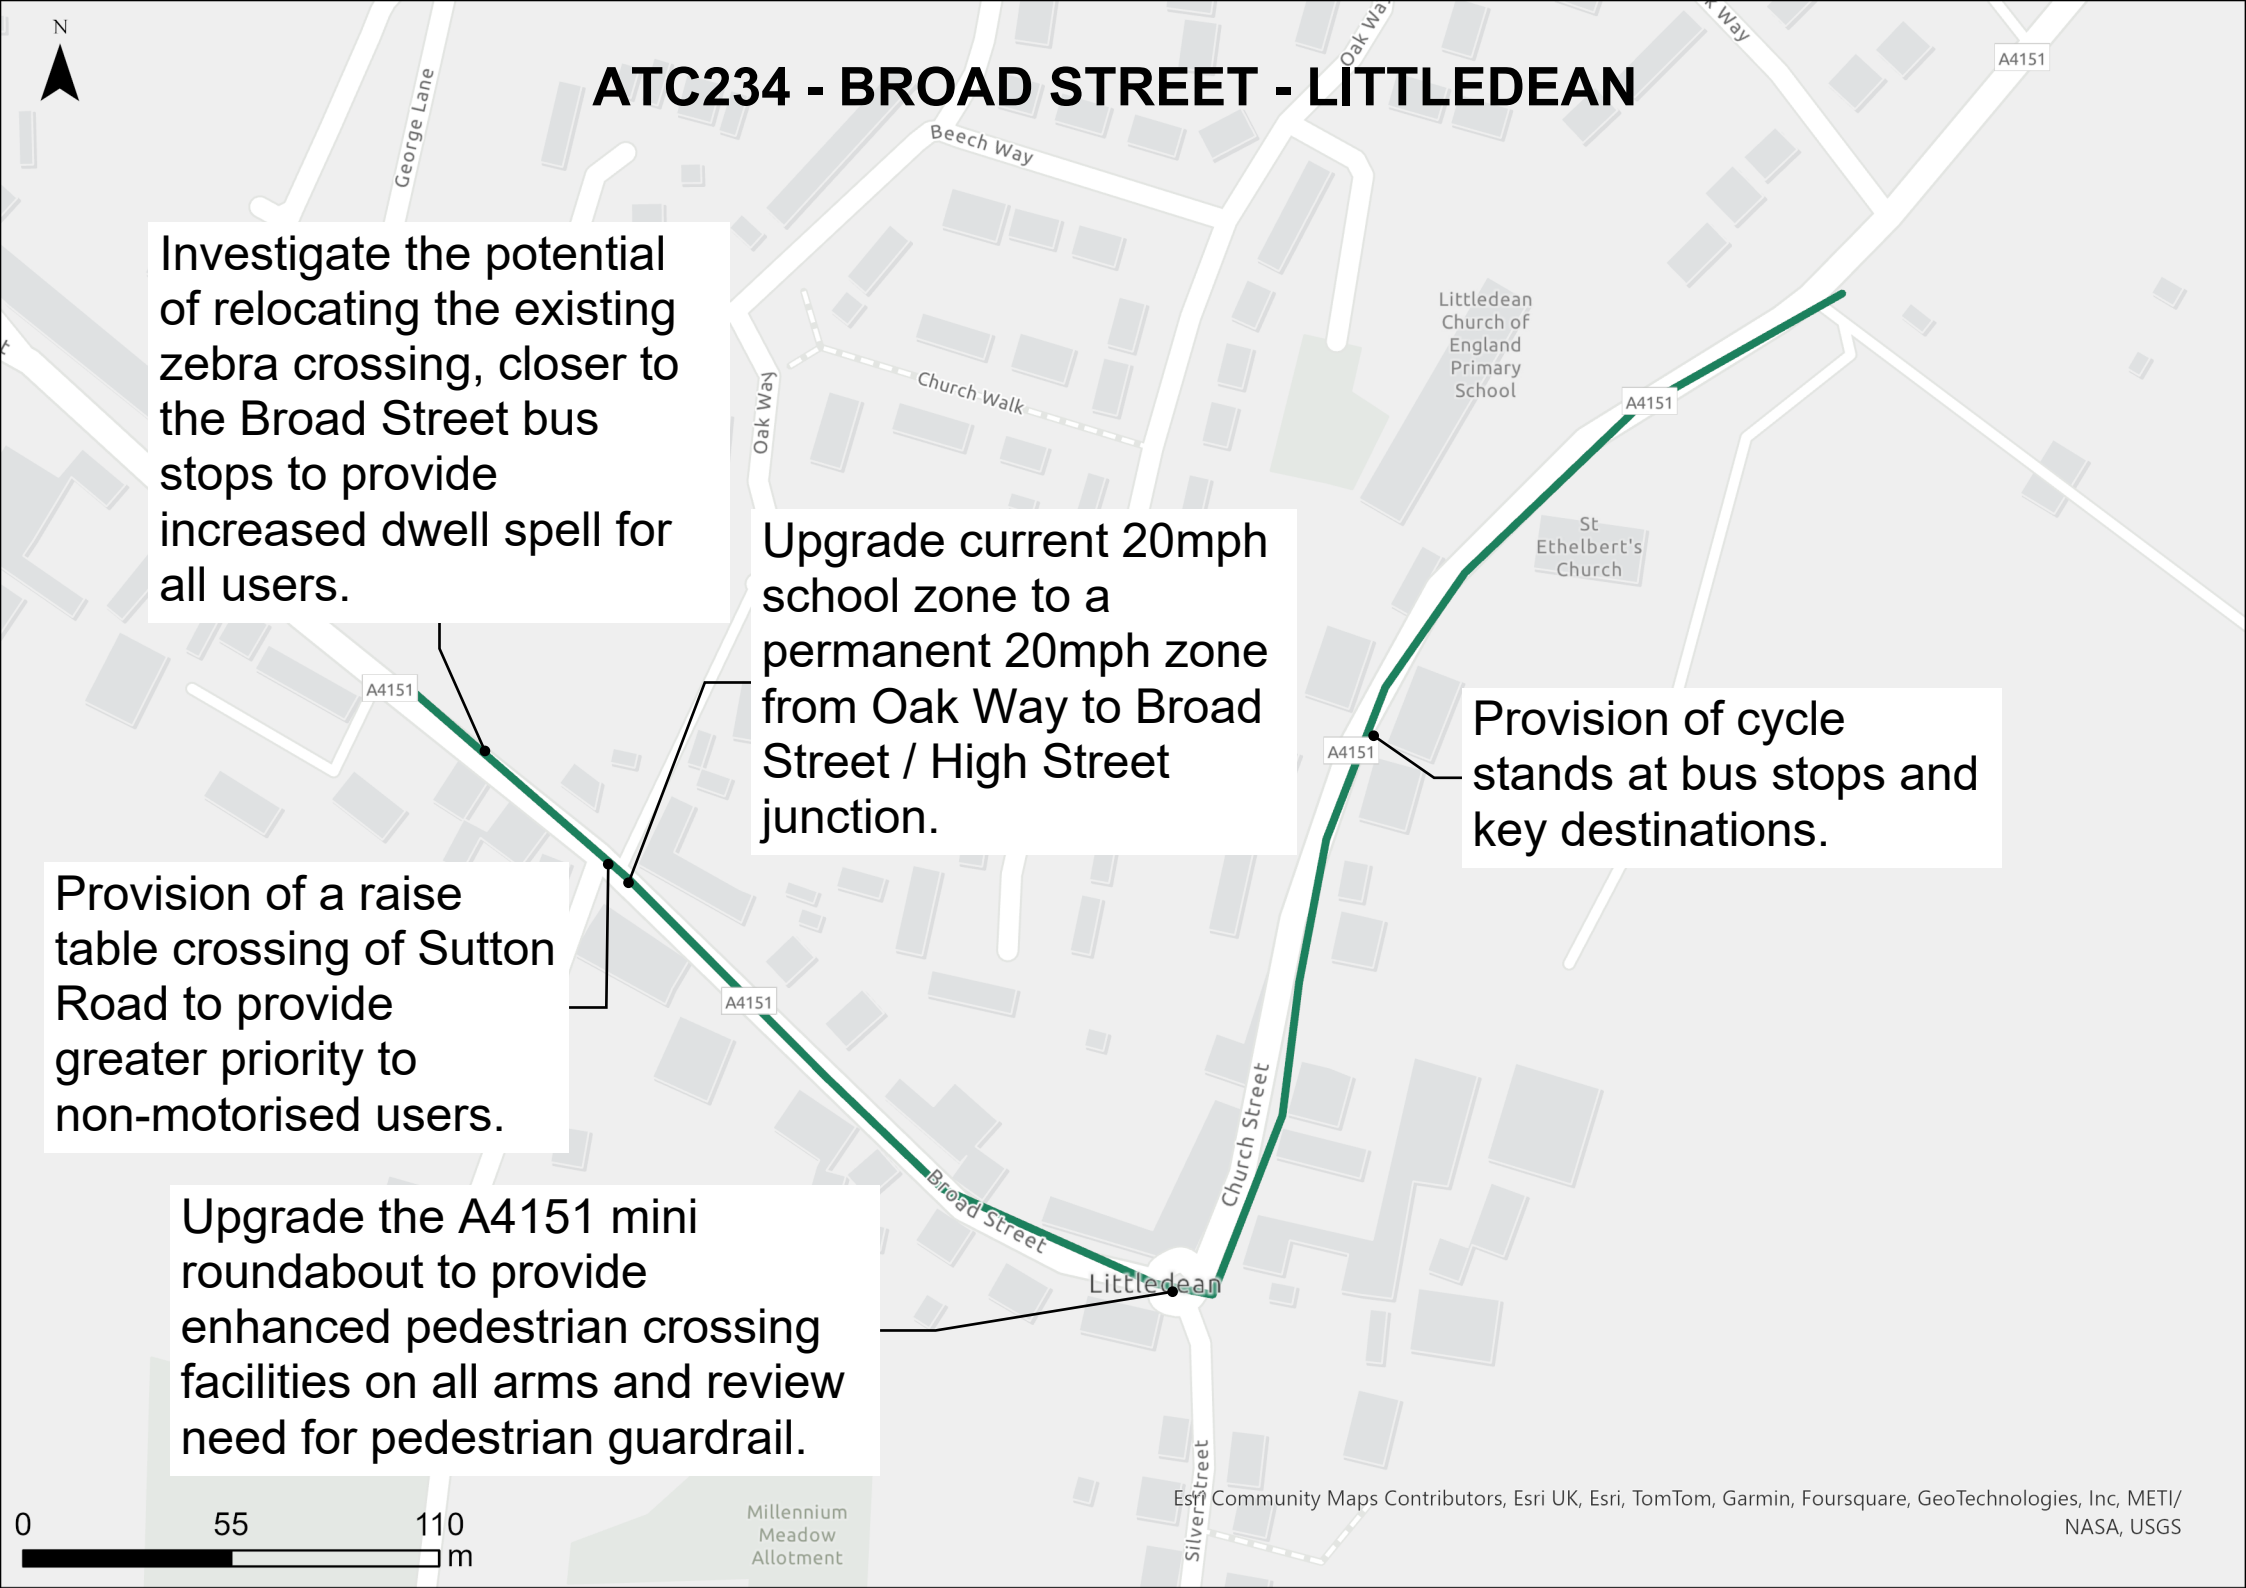 N
ATC234 - BROAD STREET - LITTLEDEAN
George Lane
Oak Way
k Way
A4151
Beech Way
Investigate the potential
of relocating the existing
zebra crossing, closer to
the Broad Street bus
stops to provide
increased dwell spell for
all users.
Littledean
Church of
England
Primary
School
Church Walk
Oak Way
A4151
Upgrade current 20mph
school zone to a
permanent 20mph zone
from Oak Way to Broad
Street / High Street
junction.
St
Ethelbert's
Church
A4151
A4151
Provision of cycle
stands at bus stops and
key destinations.
Provision of a raise
table crossing of Sutton
Road to provide
greater priority to
non-motorised users.
A4151
Church Street
Broad Street
Littledean
Upgrade the A4151 mini
roundabout to provide
enhanced pedestrian crossing
facilities on all arms and review
need for pedestrian guardrail.
Silver Street
Millennium
Meadow
Allotment
0 55 110
m
Esri Community Maps Contributors, Esri UK, Esri, TomTom, Garmin, Foursquare, GeoTechnologies, Inc, METI/
NASA, USGS